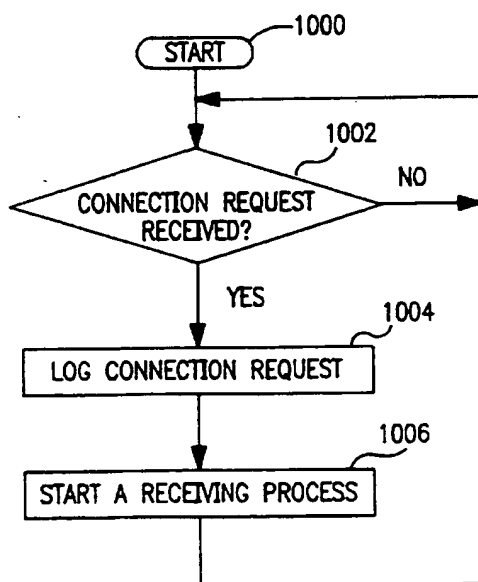 1000
START
1002
CONNECTION REQUEST
RECEIVED?
NO
YES
1004
LOG CONNECTION REQUEST
1006
START A RECEIVING PROCESS